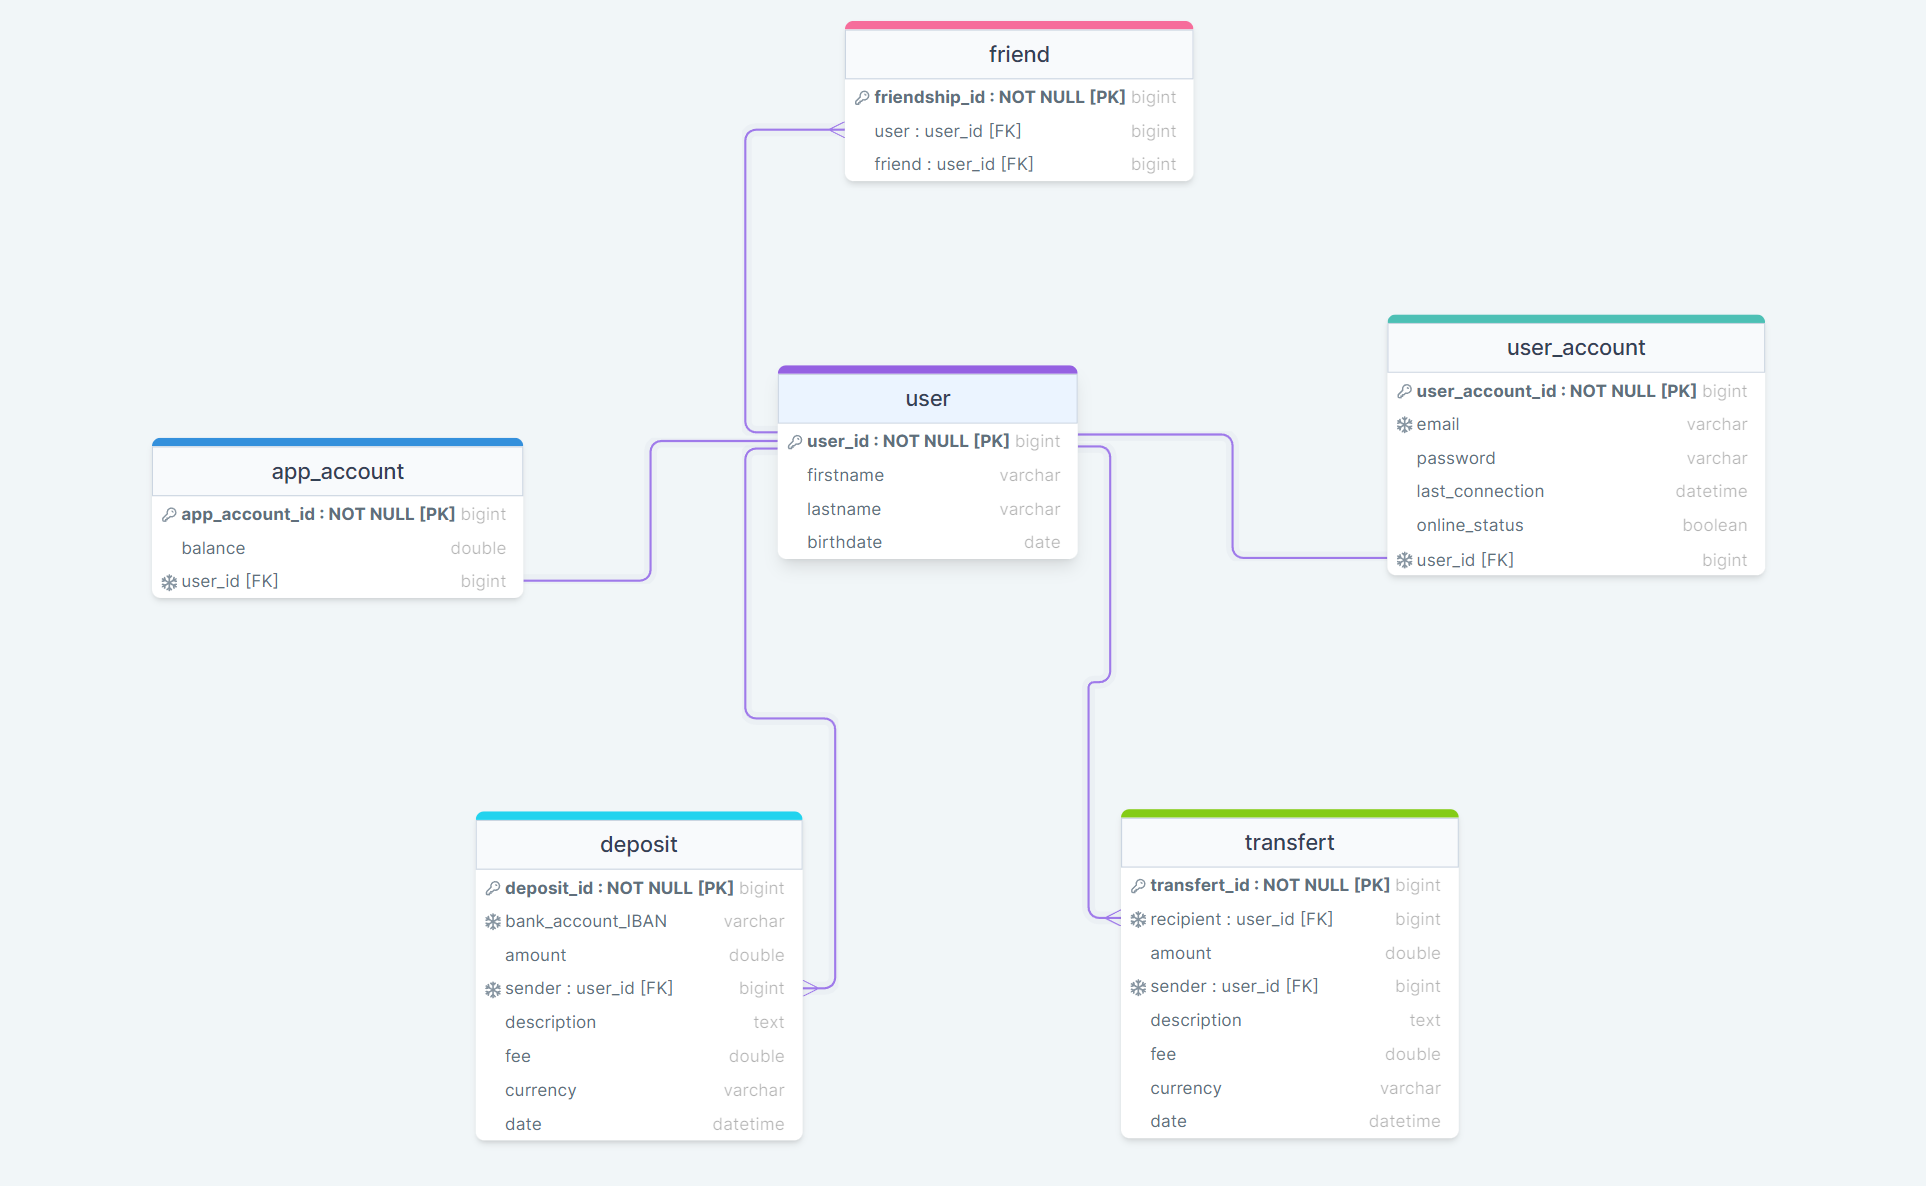 friend
friendship_id : NOT NULL [PK] bigint
user : user_id [FK] bigint
friend : user_id [FK] bigint
user_account
user_account_id : NOT NULL [PK] bigint
email varchar
password varchar
last_connection datetime
online_status boolean
user_id [FK] bigint
user
user_id : NOT NULL [PK] bigint
firstname varchar
lastname varchar
birthdate date
app_account
app_account_id : NOT NULL [PK] bigint
balance double
user_id [FK] bigint
deposit
deposit_id : NOT NULL [PK] bigint
bank_account_IBAN varchar
amount double
sender : user_id [FK] bigint
description text
fee double
currency varchar
date datetime
transfert
transfert_id : NOT NULL [PK] bigint
recipient : user_id [FK] bigint
amount double
sender : user_id [FK] bigint
description text
fee double
currency varchar
date datetime